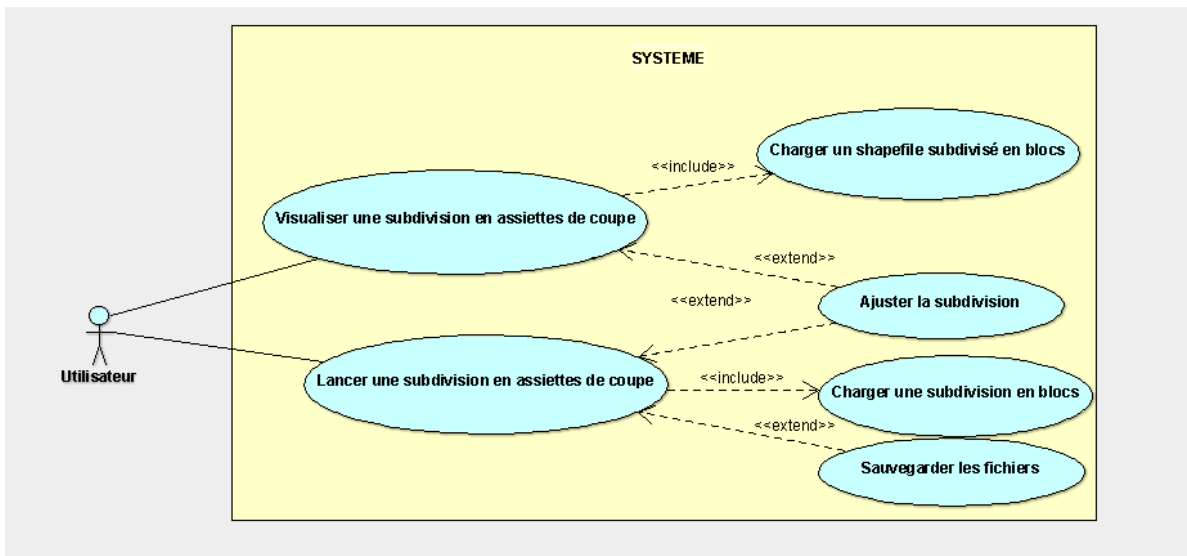 SYSTEME
Charger un shapefile subdivisé en blocs
<<include>>
Visualiser une subdivision en assiettes de coupe
<<extend>>
<<extend>>
Ajuster la subdivision
Utilisateur
Lancer une subdivision en assiettes de coupe
<<include>>
Charger une subdivision en blocs
<<extend>>
Sauvegarder les fichiers